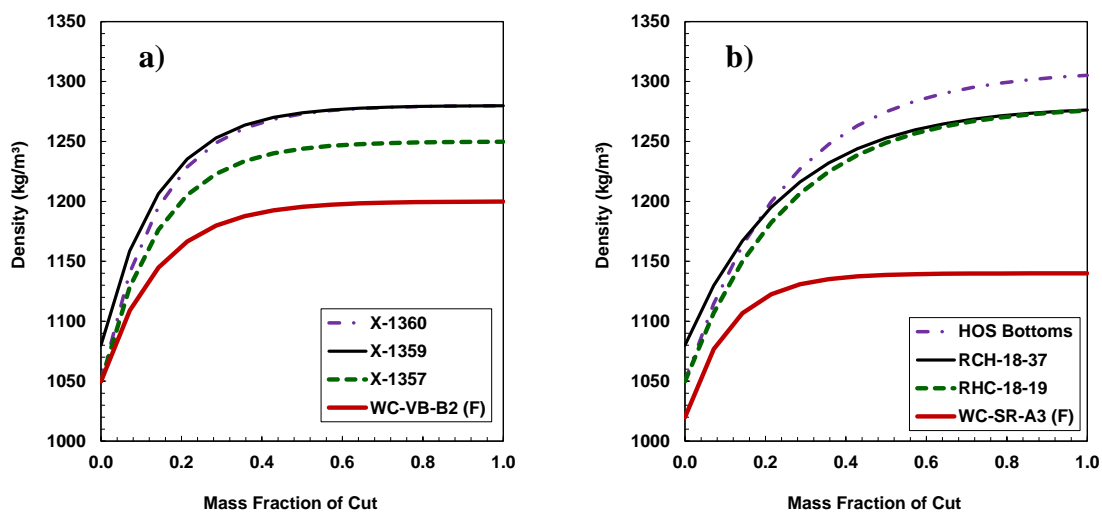 a)
1350
1300
1250
1200
1150
1100
1050
1000
Density (kg/m³)
0.0 0.2 0.4 0.6 0.8 1.0
Mass Fraction of Cut
X-1360
X-1359
X-1357
WC-VB-B2 (F)
b)
1350
1300
1250
1200
1150
1100
1050
1000
Density (kg/m³)
0.0 0.2 0.4 0.6 0.8 1.0
Mass Fraction of Cut
HOS Bottoms
RCH-18-37
RHC-18-19
WC-SR-A3 (F)